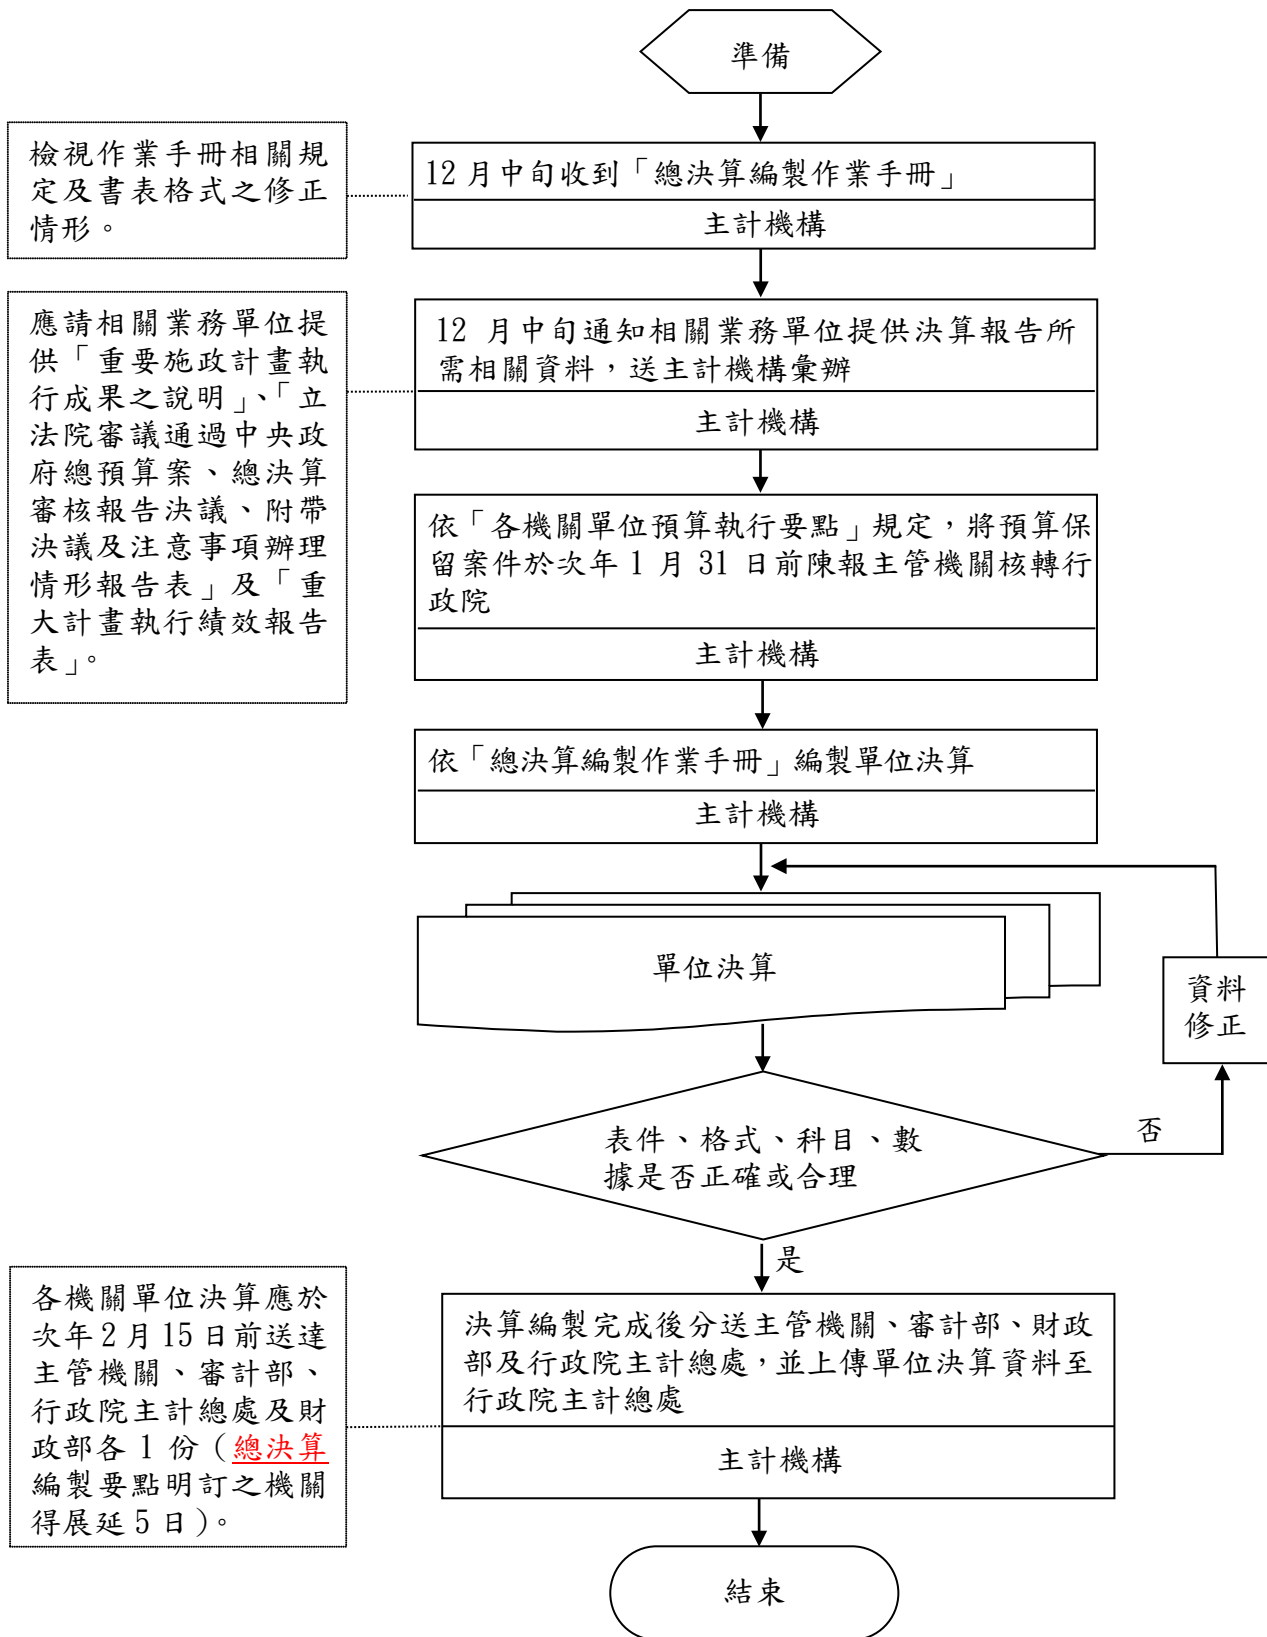 準備
檢視作業手冊相關規
定及書表格式之修正
情形。
12月中旬收到「總決算編製作業手冊」
主計機構
應請相關業務單位提
供「重要施政計畫執
行成果之說明」、「立
法院審議通過中央政
府總預算案、總決算
審核報告決議、附帶
決議及注意事項辦理
情形報告表」及「重
大計畫執行績效報告
表」。
12 月中旬通知相關業務單位提供決算報告所
需相關資料，送主計機構彙辦
主計機構
依「各機關單位預算執行要點」規定，將預算保
留案件於次年 1 月 31 日前陳報主管機關核轉行
政院
主計機構
依「總決算編製作業手冊」編製單位決算
主計機構
單位決算
資料
修正
表件、格式、科目、數
據是否正確或合理
否
是
各機關單位決算應於
次年2月15日前送達
主管機關、審計部、
行政院主計總處及財
政部各 1 份（總決算
編製要點明訂之機關
得展延5日）。
決算編製完成後分送主管機關、審計部、財政
部及行政院主計總處，並上傳單位決算資料至
行政院主計總處
主計機構
結束